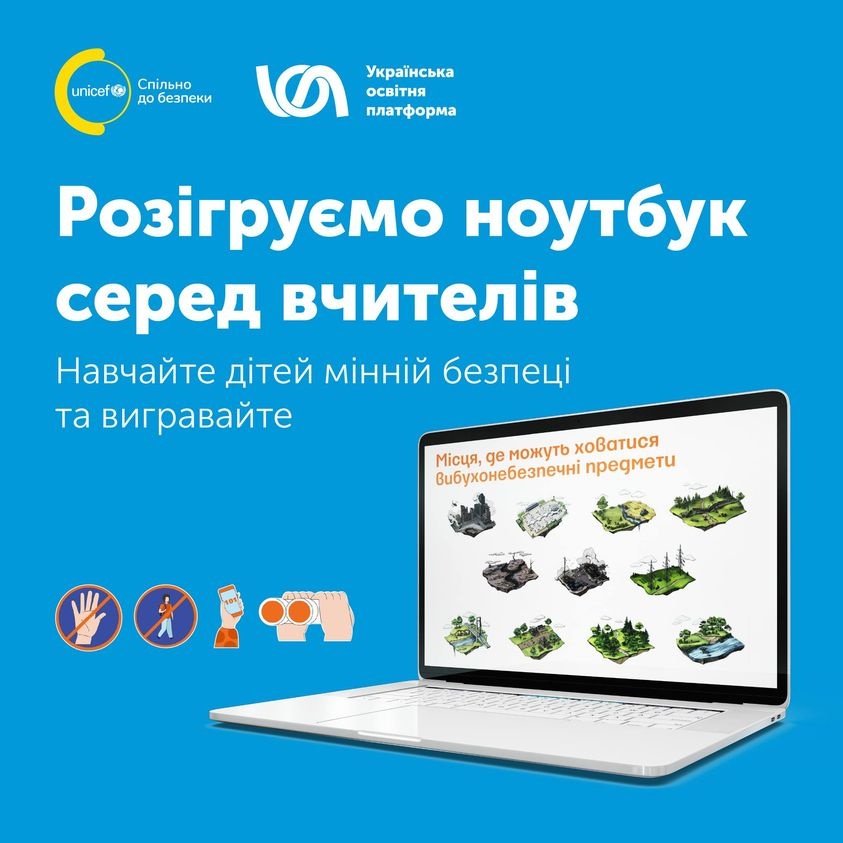 unicef
Спільно
до безпеки
Українська
освітня
платформа
Розігруємо ноутбук
серед вчителів
Навчайте дітей мінній безпеці
та вигравайте
Місця, де можуть ховатися
вибухонебезпечні предмети
101